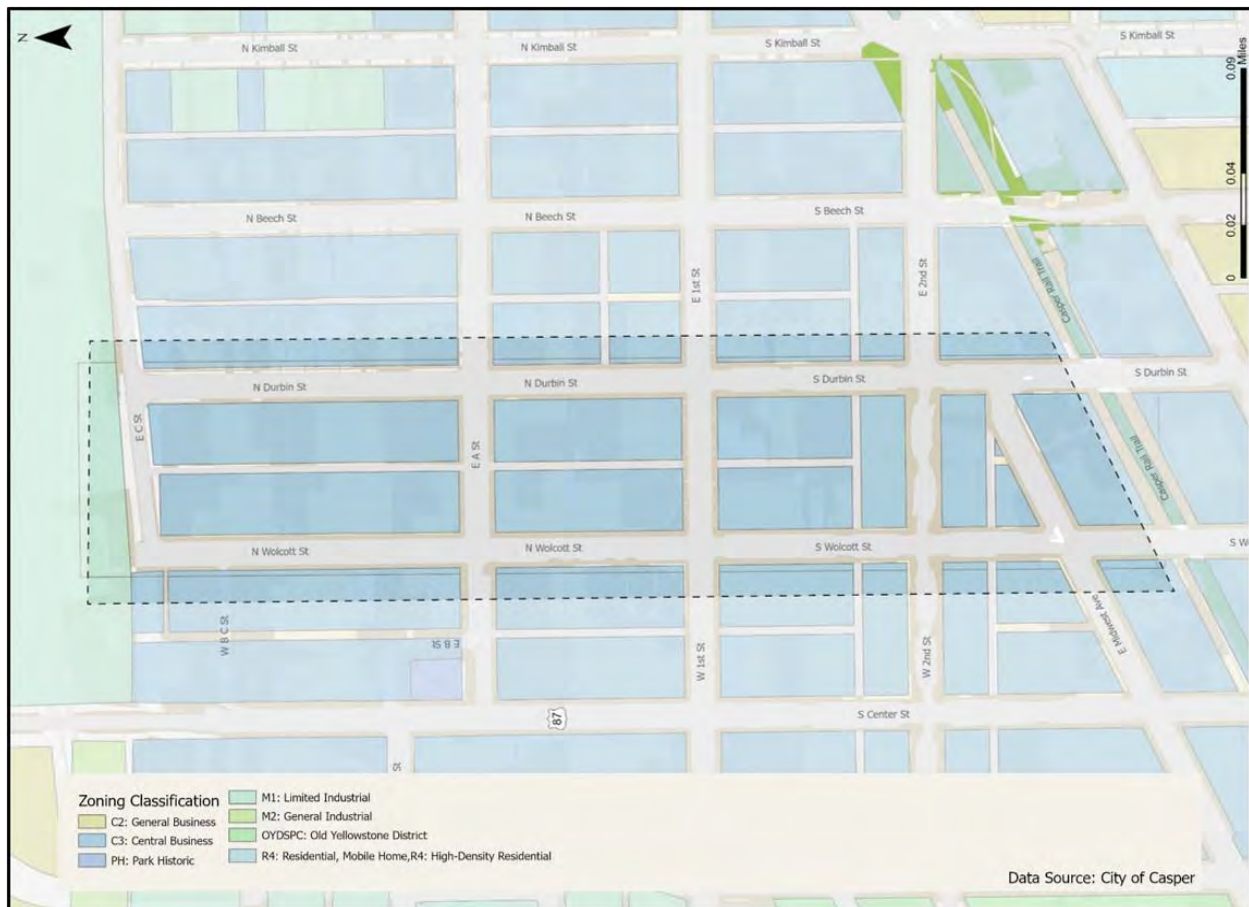 N
N Kimball St
N Kimball St
S Kimball St
S Kimball St
Miles
0.09
0.04
0.02
0
N Beech St
N Beech St
S Beech St
E 1st St
E 2nd St
Casper Rail Trail
N Durbin St
N Durbin St
S Durbin St
S Durbin St
E C St
E A St
Casper Rail Trail
N Wolcott St
N Wolcott St
S Wolcott St
S Wo
W B C St
E B St
W 1st St
W 2nd St
E Midwest Ave
87
S Center St
St
Zoning Classification
C2: General Business
C3: Central Business
PH: Park Historic
M1: Limited Industrial
M2: General Industrial
OYDSPC: Old Yellowstone District
R4: Residential, Mobile Home,R4: High-Density Residential
Data Source: City of Casper